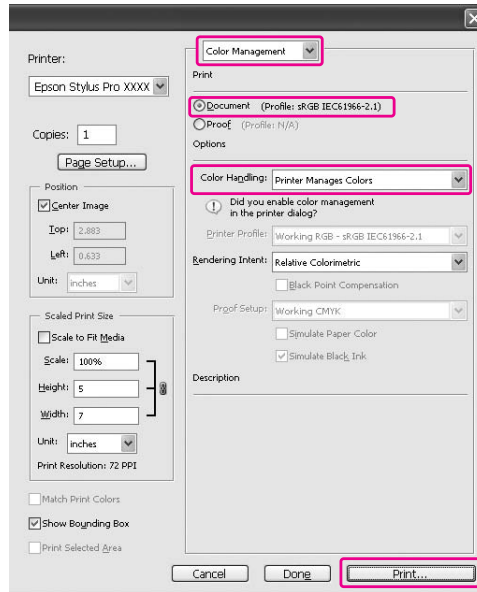 Printer:
Epson Stylus Pro XXXX
Copies: 1
Page Setup...
Position
Center Image
Top: 2.883
Left: 0.633
Unit: inches
Scaled Print Size
Scale to Fit Media
Scale: 100%
Height: 5
Width: 7
Unit: inches
Print Resolution: 72 PPI
Match Print Colors
Show Bounding Box
Print Selected Area
Color Management
Print
Document (Profile: sRGB IEC61966-2.1)
Proof (Profile: N/A)
Options
Color Handling: Printer Manages Colors
Did you enable color management
in the printer dialog?
Printer Profile: Working RGB - sRGB IEC61966-2.1
Rendering Intent: Relative Colorimetric
Black Point Compensation
Proof Setup: Working CMYK
Simulate Paper Color
Simulate Black Ink
Description
Cancel
Done
Print...